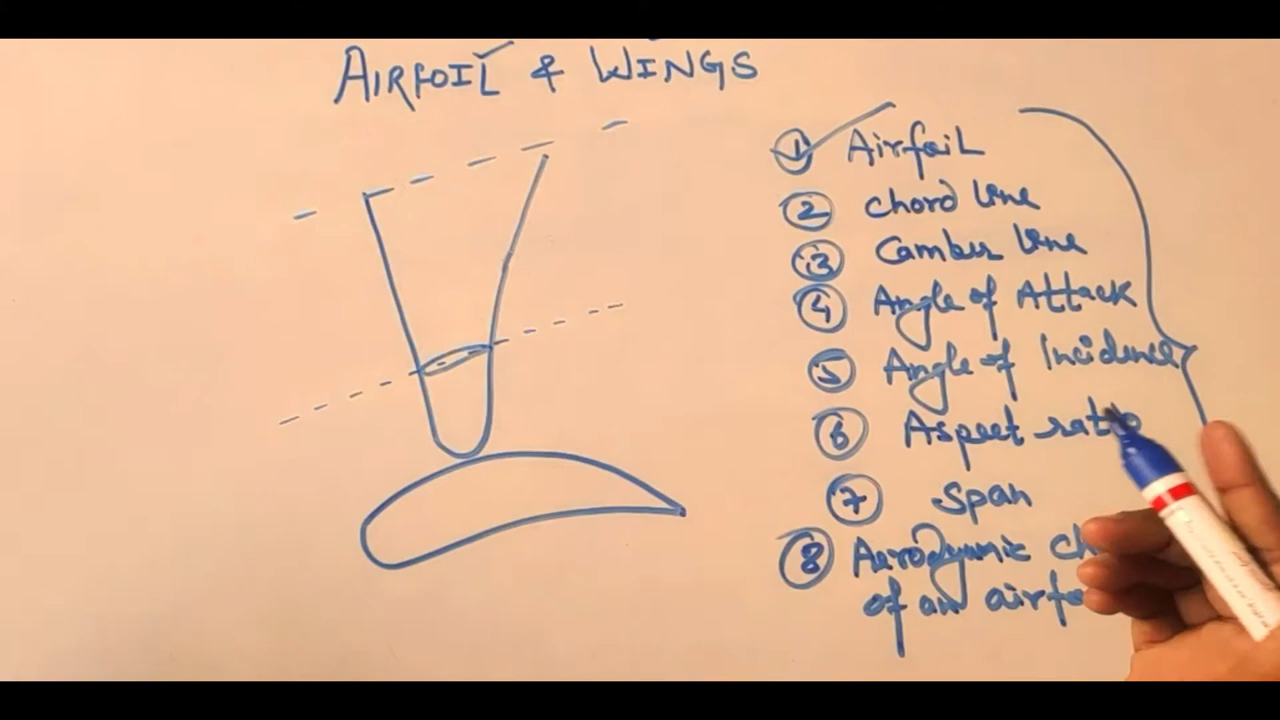 AIRFOIL & WINGS
1 Airfoil
2 Chord line
3 Camber line
4 Angle of Attack
5 Angle of Incidence
6 Aspect ratio
7 Span
8 Aerodynamic
of an